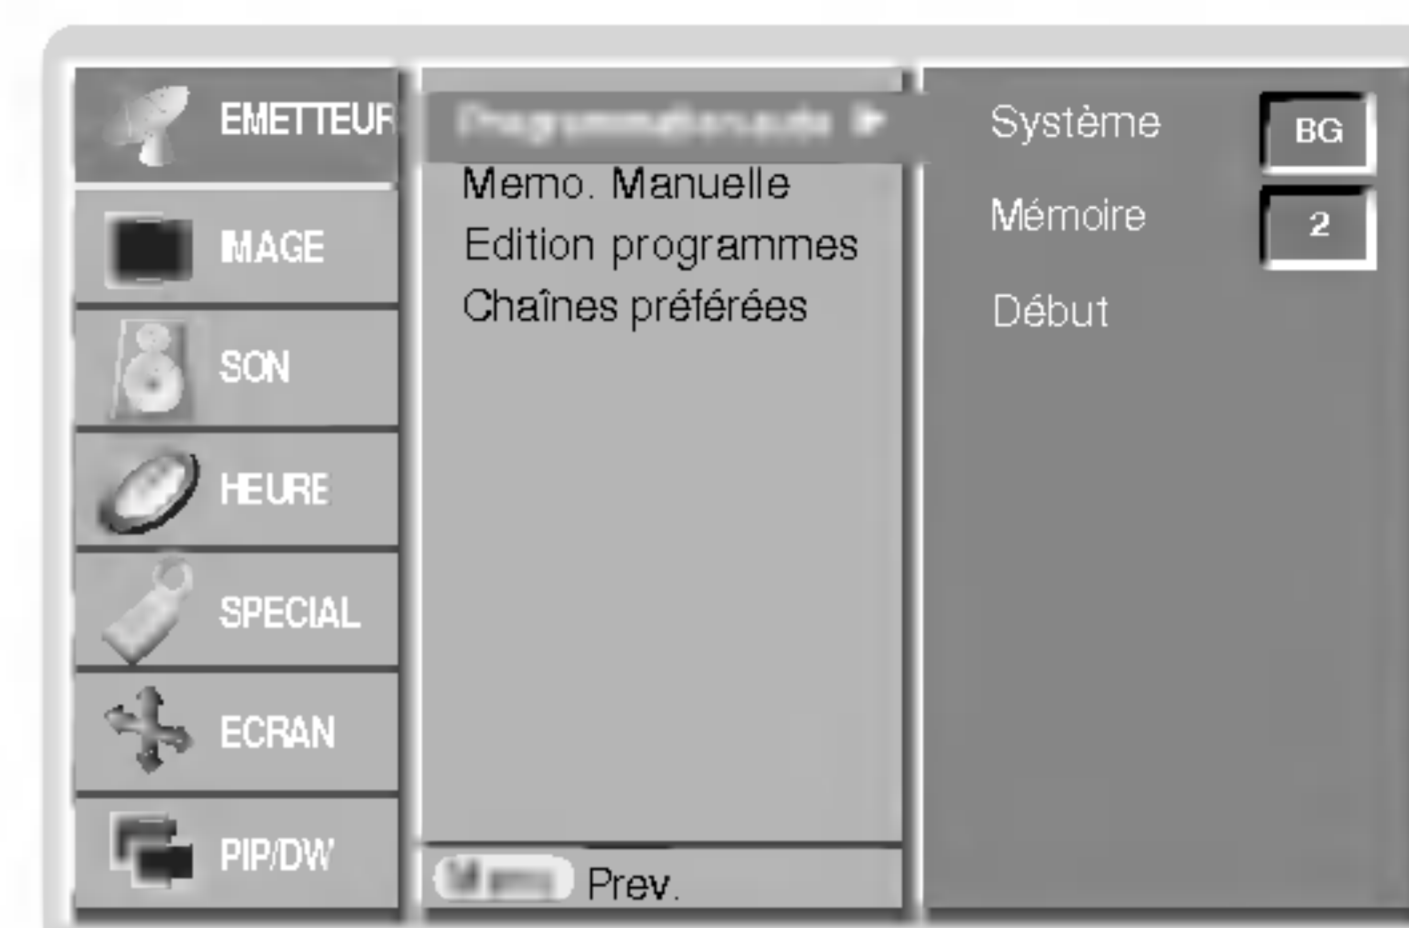 EMETTEUR
IMAGE
SON
HEURE
SPECIAL
ECRAN
PIP/DW
Memo. Manuelle
Edition programmes
Chaînes préférées
Prev.
Système BG
Mémoire 2
Début